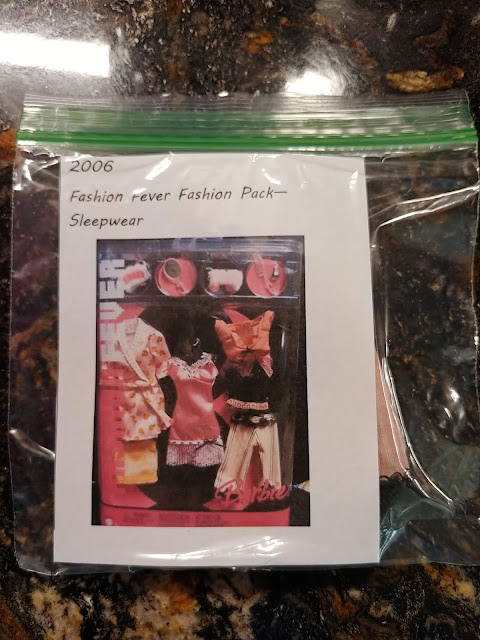 2006
Fashion Fever Fashion Pack—
Sleepwear
FEVER
Barbie